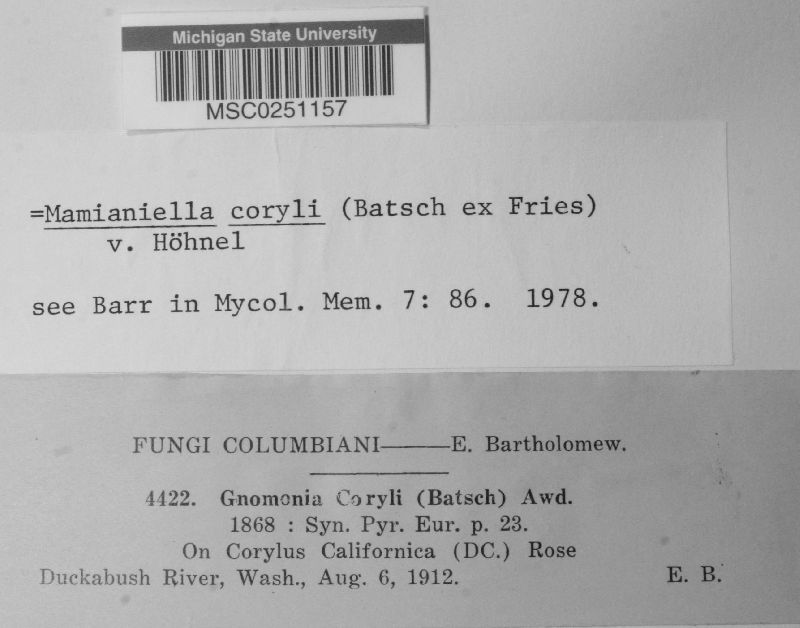 Michigan State University
MSC0251157
=Mamianiella coryli (Batsch ex Fries)
v. Höhnel
see Barr in Mycol. Mem. 7: 86. 1978.
FUNGI COLUMBIANI——E. Bartholomew.
4422. Gnomonia Coryli (Batsch) Awd.
1868 : Syn. Pyr. Eur. p. 23.
On Corylus Californica (DC.) Rose
Duckabush River, Wash., Aug. 6, 1912. E. B.